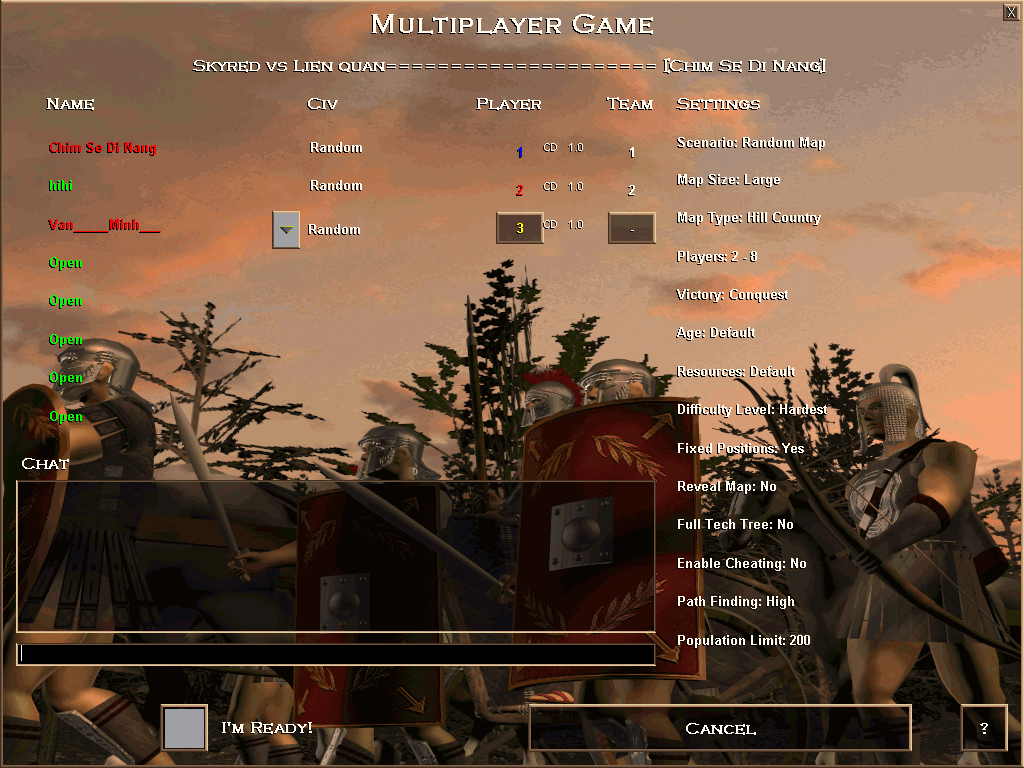 Multiplayer Game
X
Skyred vs Lien quan===================== [Chim Se Di Nang]
Name Civ Player Team Settings
Chim Se Di Nang Random 1 CD 1.0 1
hihi Random 2 CD 1.0 2
Van_____Minh___ Random 3 CD 1.0 -
Open
Open
Open
Open
Open
Scenario: Random Map
Map Size: Large
Map Type: Hill Country
Players: 2 - 8
Victory: Conquest
Age: Default
Resources: Default
Difficulty Level: Hardest
Fixed Positions: Yes
Reveal Map: No
Full Tech Tree: No
Enable Cheating: No
Path Finding: High
Population Limit: 200
Chat
I'm Ready!
Cancel
?